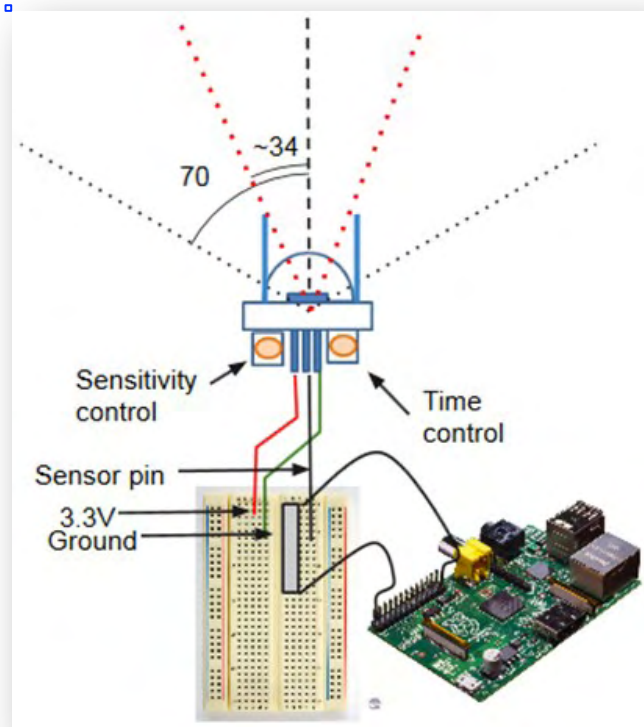 ~34
70
Sensitivity
control
Time
control
Sensor pin
3.3V
Ground